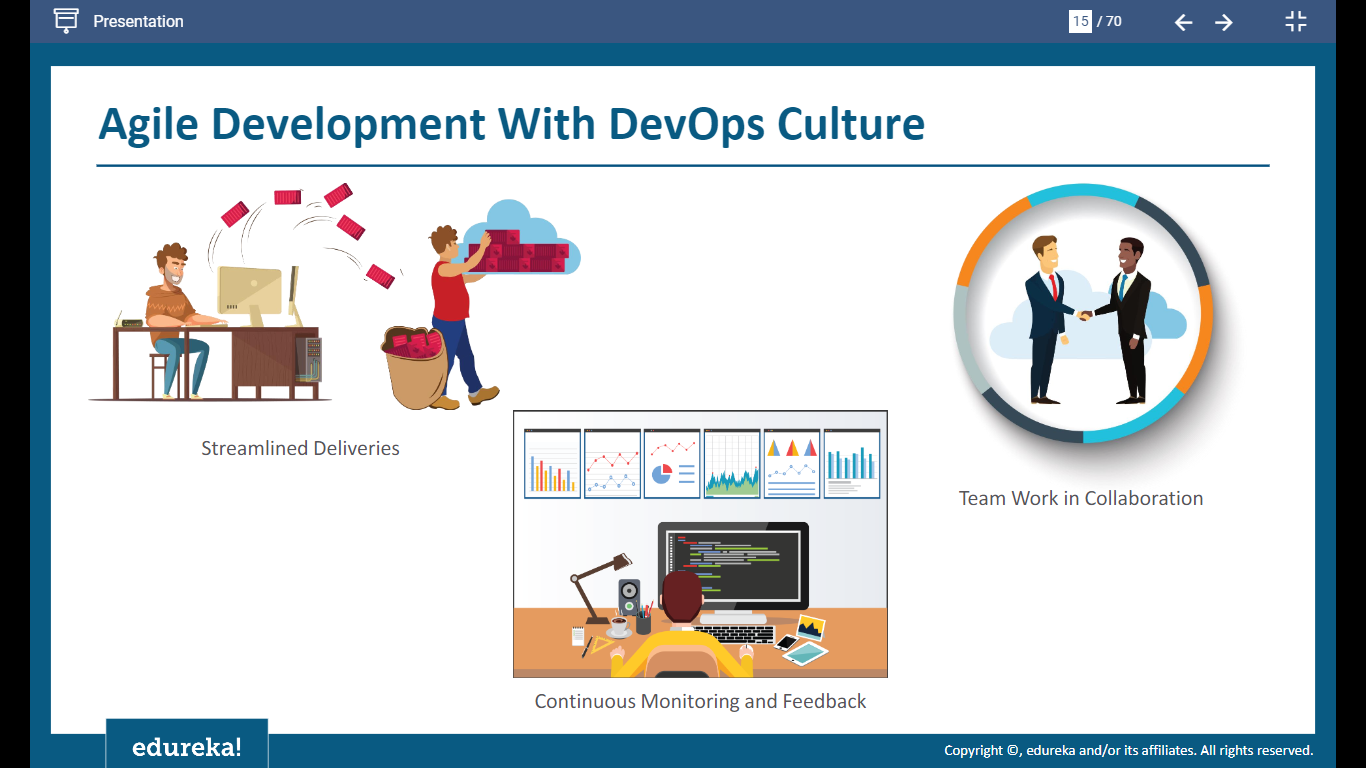 Presentation
15 / 70
Agile Development With DevOps Culture
Streamlined Deliveries
Team Work in Collaboration
Continuous Monitoring and Feedback
edureka!
Copyright ©, edureka and/or its affiliates. All rights reserved.